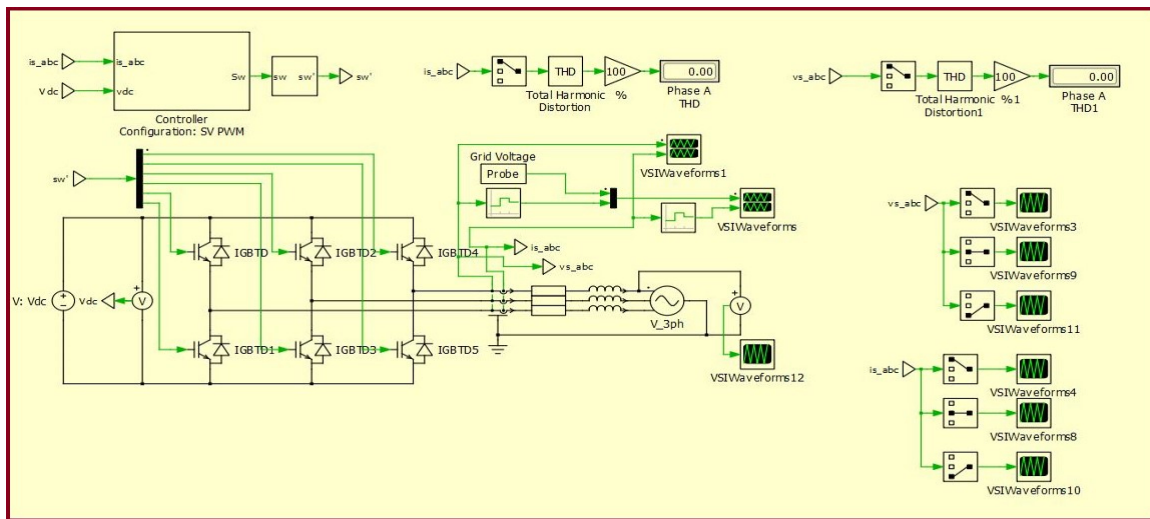 is_abc
Vdc
is_abc
vdc
Sw
sw
sw'
sw'
Controller
Configuration: SV PWM
is_abc
THD
100
0.00
Total Harmonic
Distortion
%
Phase A
THD
vs_abc
THD
100
0.00
Total Harmonic
Distortion1
%1
Phase A
THD1
sw'
Grid Voltage
Probe
VSIWaveforms1
VSIWaveforms
is_abc
vs_abc
IGBTD
IGBTD2
IGBTD4
V: Vdc
Vdc
V
+
V_3ph
+
V
IGBTD1
IGBTD3
IGBTD5
VSIWaveforms12
vs_abc
VSIWaveforms3
VSIWaveforms9
VSIWaveforms11
is_abc
VSIWaveforms4
VSIWaveforms8
VSIWaveforms10